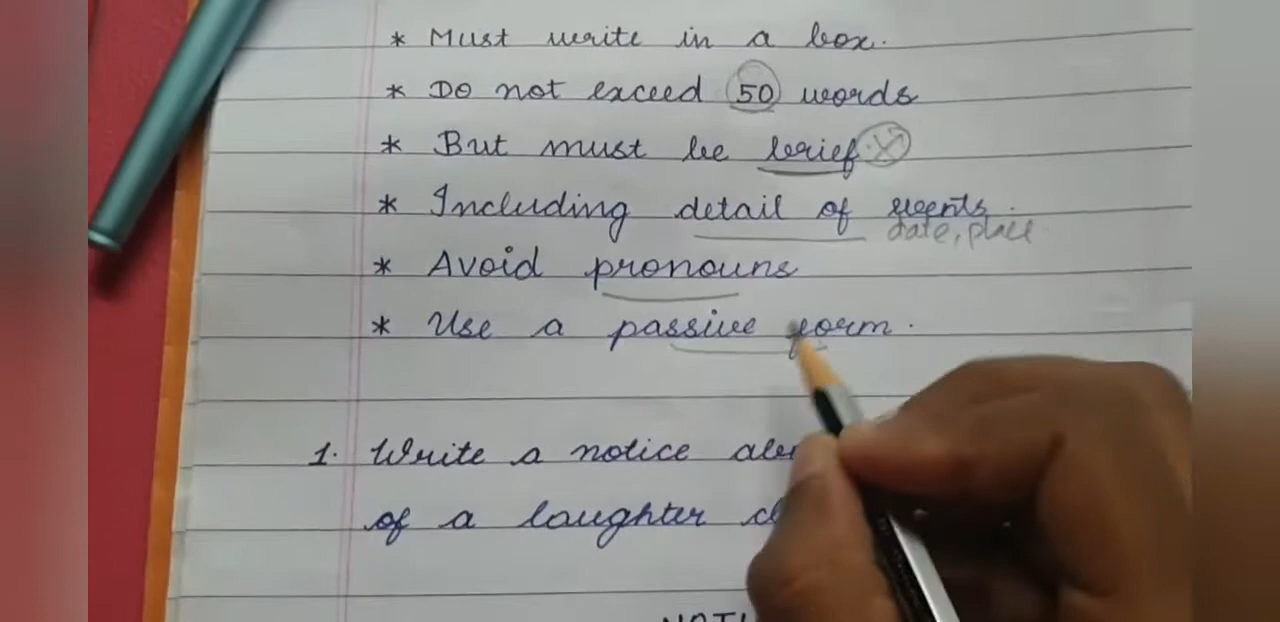 * Must write in a box.
* Do not exceed 50 words
* But must be brief
* Including detail of events.
date, place
* Avoid pronouns
* Use a passive form.
1. Write a notice
of a laughter